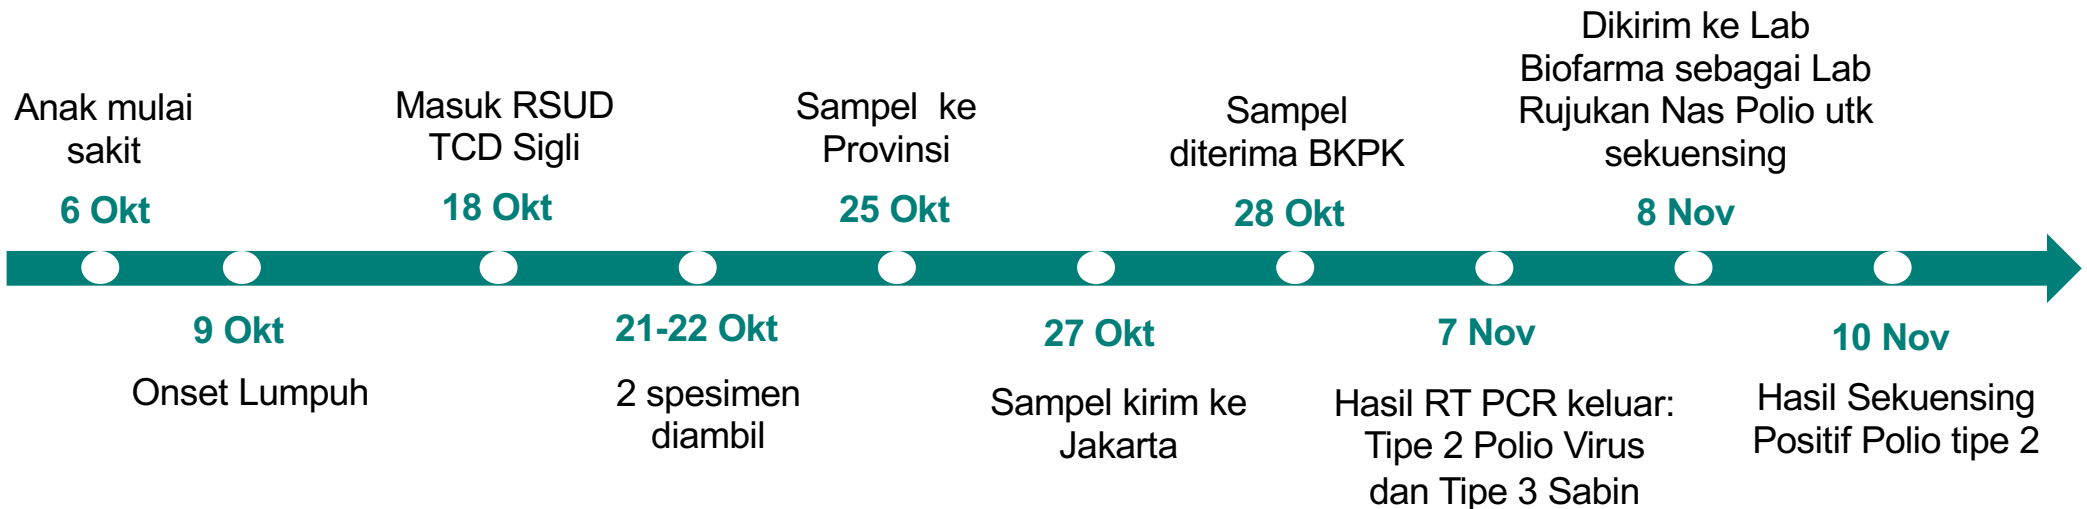 Anak mulai
sakit
6 Okt
9 Okt
Onset Lumpuh
Masuk RSUD
TCD Sigli
18 Okt
21-22 Okt
2 spesimen
diambil
Sampel ke
Provinsi
25 Okt
27 Okt
Sampel kirim ke
Jakarta
Sampel
diterima BKPK
28 Okt
7 Nov
Hasil RT PCR keluar:
Tipe 2 Polio Virus
dan Tipe 3 Sabin
Dikirim ke Lab
Biofarma sebagai Lab
Rujukan Nas Polio utk
sekuensing
8 Nov
10 Nov
Hasil Sekuensing
Positif Polio tipe 2